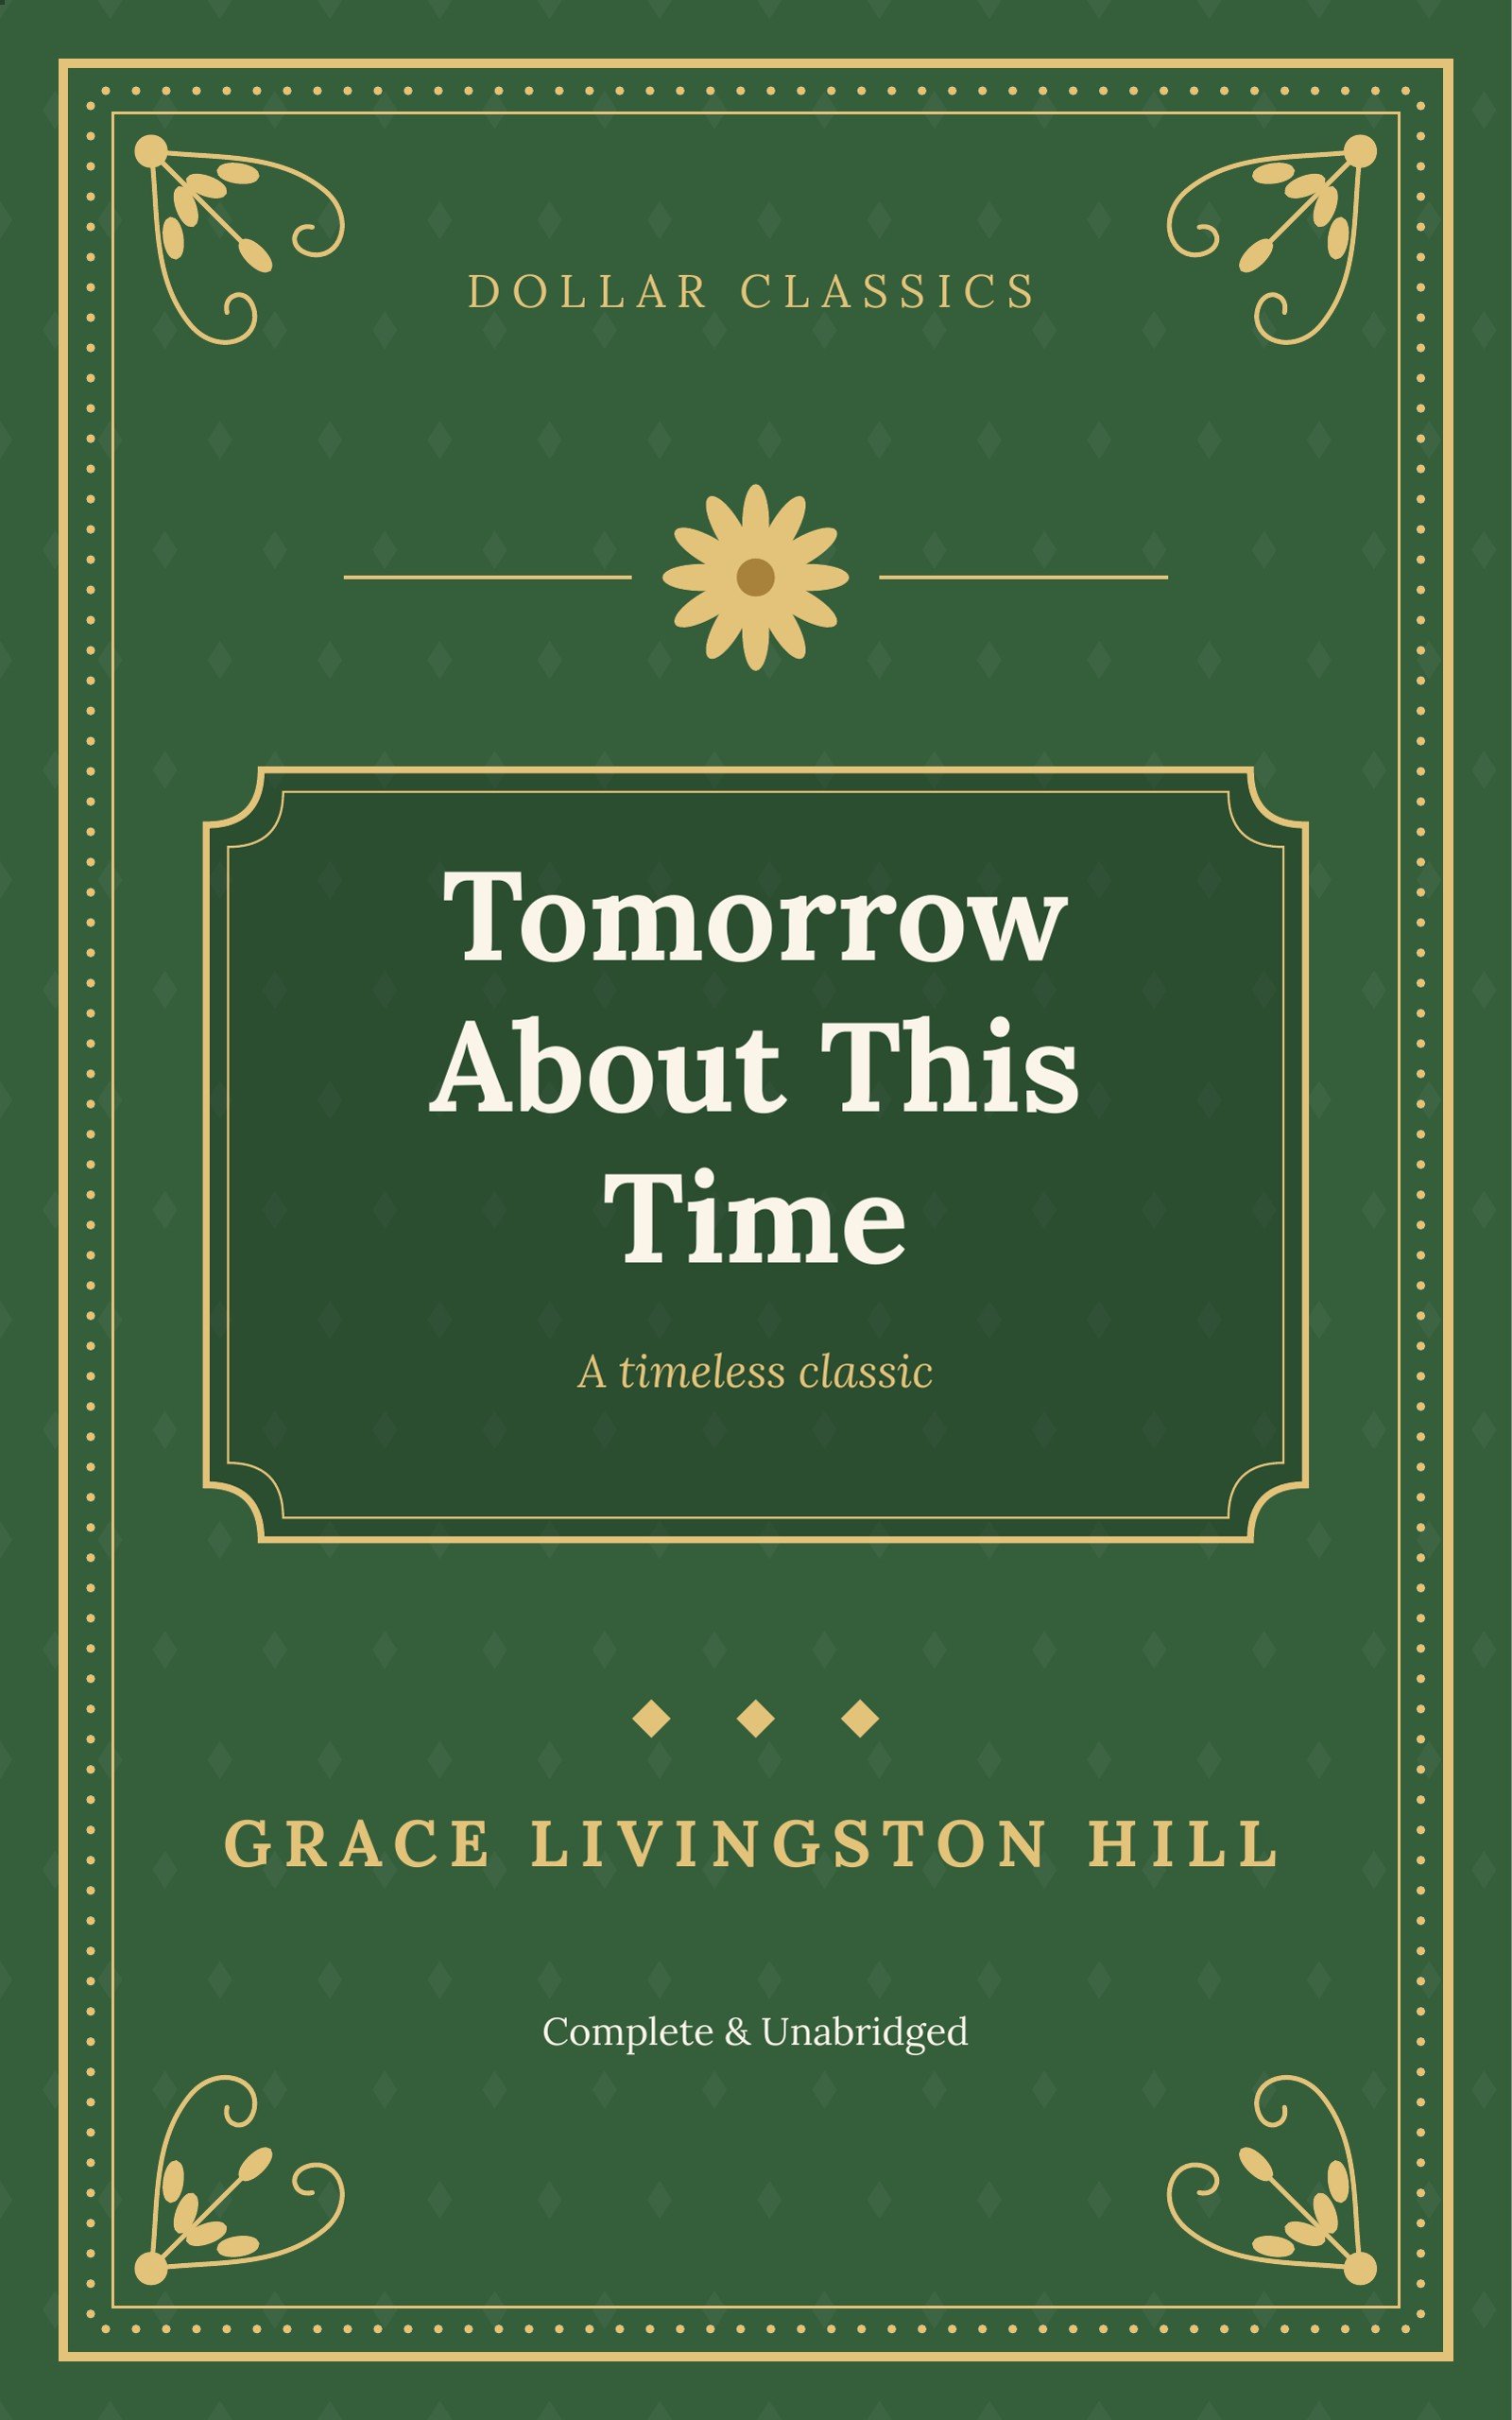 DOLLAR CLASSICS
Tomorrow
About This
Time
A timeless classic
GRACE LIVINGSTON HILL
Complete & Unabridged